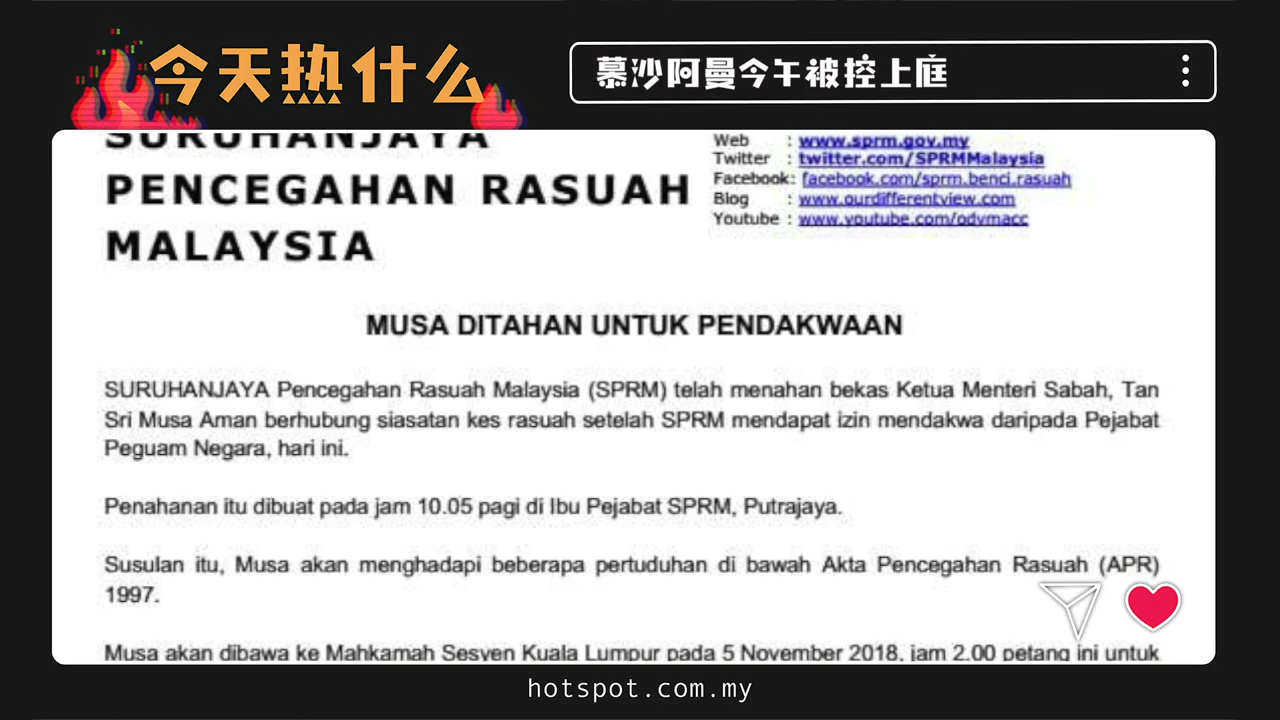 今天热什么
慕沙阿曼今午被控上庭
SURUHANJAYA
PENCEGAHAN RASUAH
MALAYSIA
Web : www.sprm.gov.my
Twitter : twitter.com/SPRMMalaysia
Facebook: facebook.com/sprm.benci.rasuah
Blog : www.ourdifferentview.com
Youtube : www.youtube.com/odvmacc
MUSA DITAHAN UNTUK PENDAKWAAN
SURUHANJAYA Pencegahan Rasuah Malaysia (SPRM) telah menahan bekas Ketua Menteri Sabah, Tan
Sri Musa Aman berhubung siasatan kes rasuah setelah SPRM mendapat izin mendakwa daripada Pejabat
Peguam Negara, hari ini.
Penahanan itu dibuat pada jam 10.05 pagi di Ibu Pejabat SPRM, Putrajaya.
Susulan itu, Musa akan menghadapi beberapa pertuduhan di bawah Akta Pencegahan Rasuah (APR)
1997.
Musa akan dibawa ke Mahkamah Sesyen Kuala Lumpur pada 5 November 2018, jam 2.00 petang ini untuk
hotspot.com.my